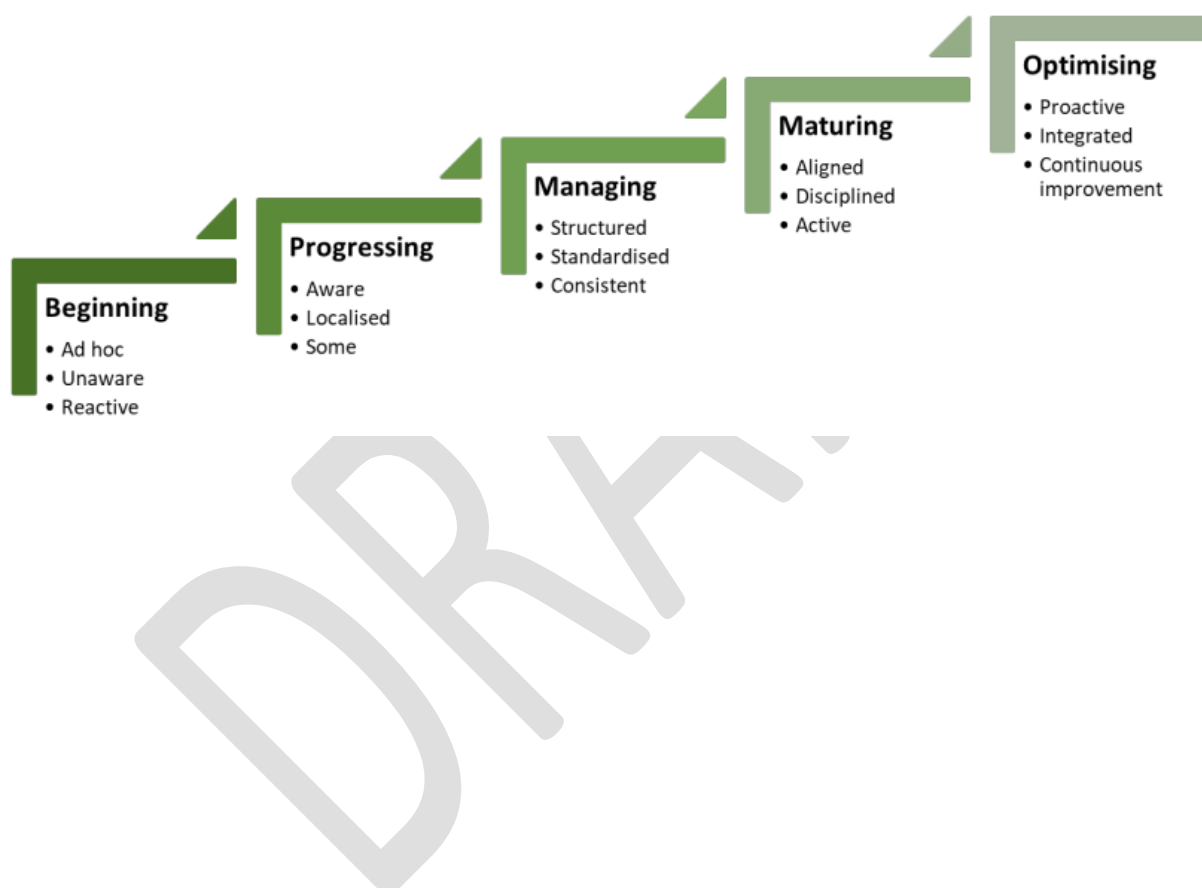 Beginning
• Ad hoc
• Unaware
• Reactive
Progressing
• Aware
• Localised
• Some
Managing
• Structured
• Standardised
• Consistent
Maturing
• Aligned
• Disciplined
• Active
Optimising
• Proactive
• Integrated
• Continuous
improvement
DRA